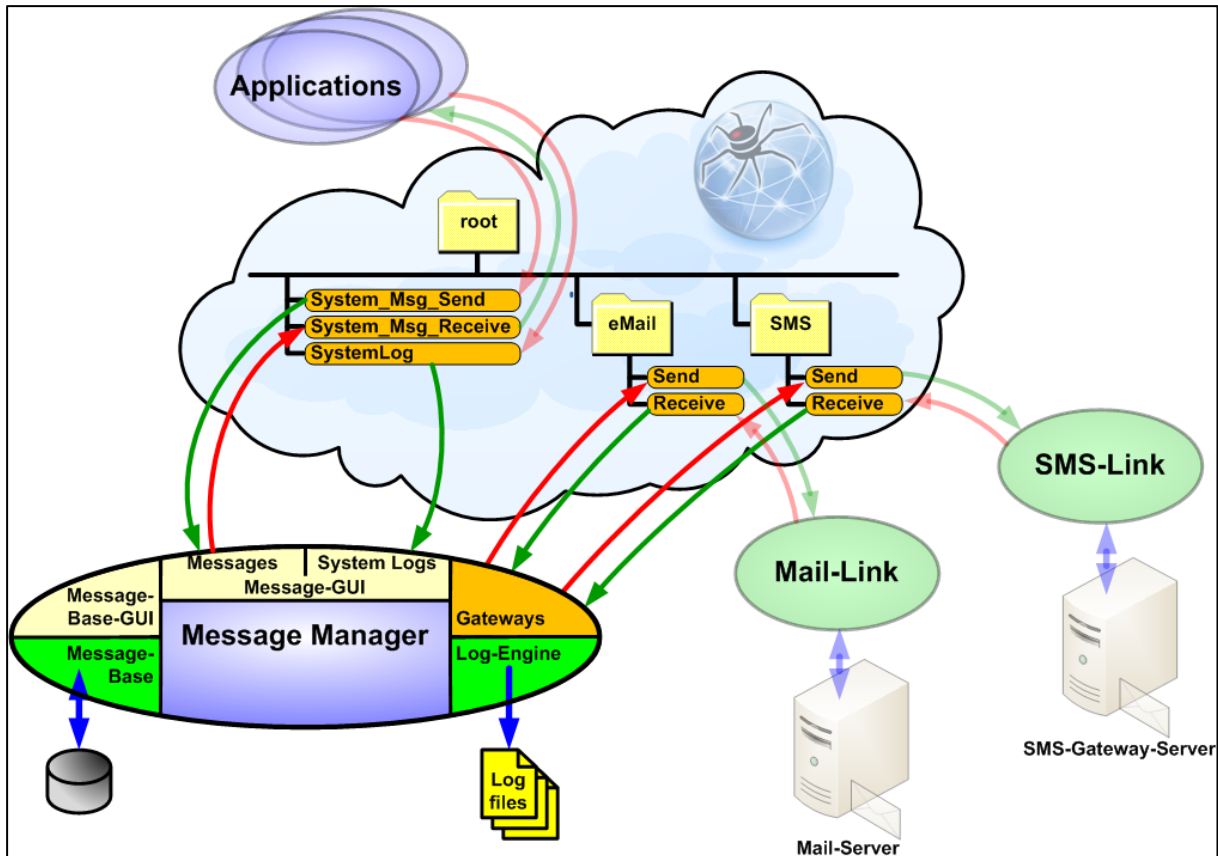 Applications
root
System_Msg_Send
System_Msg_Receive
SystemLog
eMail
SMS
Send
Receive
Send
Receive
SMS-Link
Mail-Link
Messages
System Logs
Message-GUI
Message-
Base-GUI
Message Manager
Gateways
Message-
Base
Log-Engine
Log
files
SMS-Gateway-Server
Mail-Server